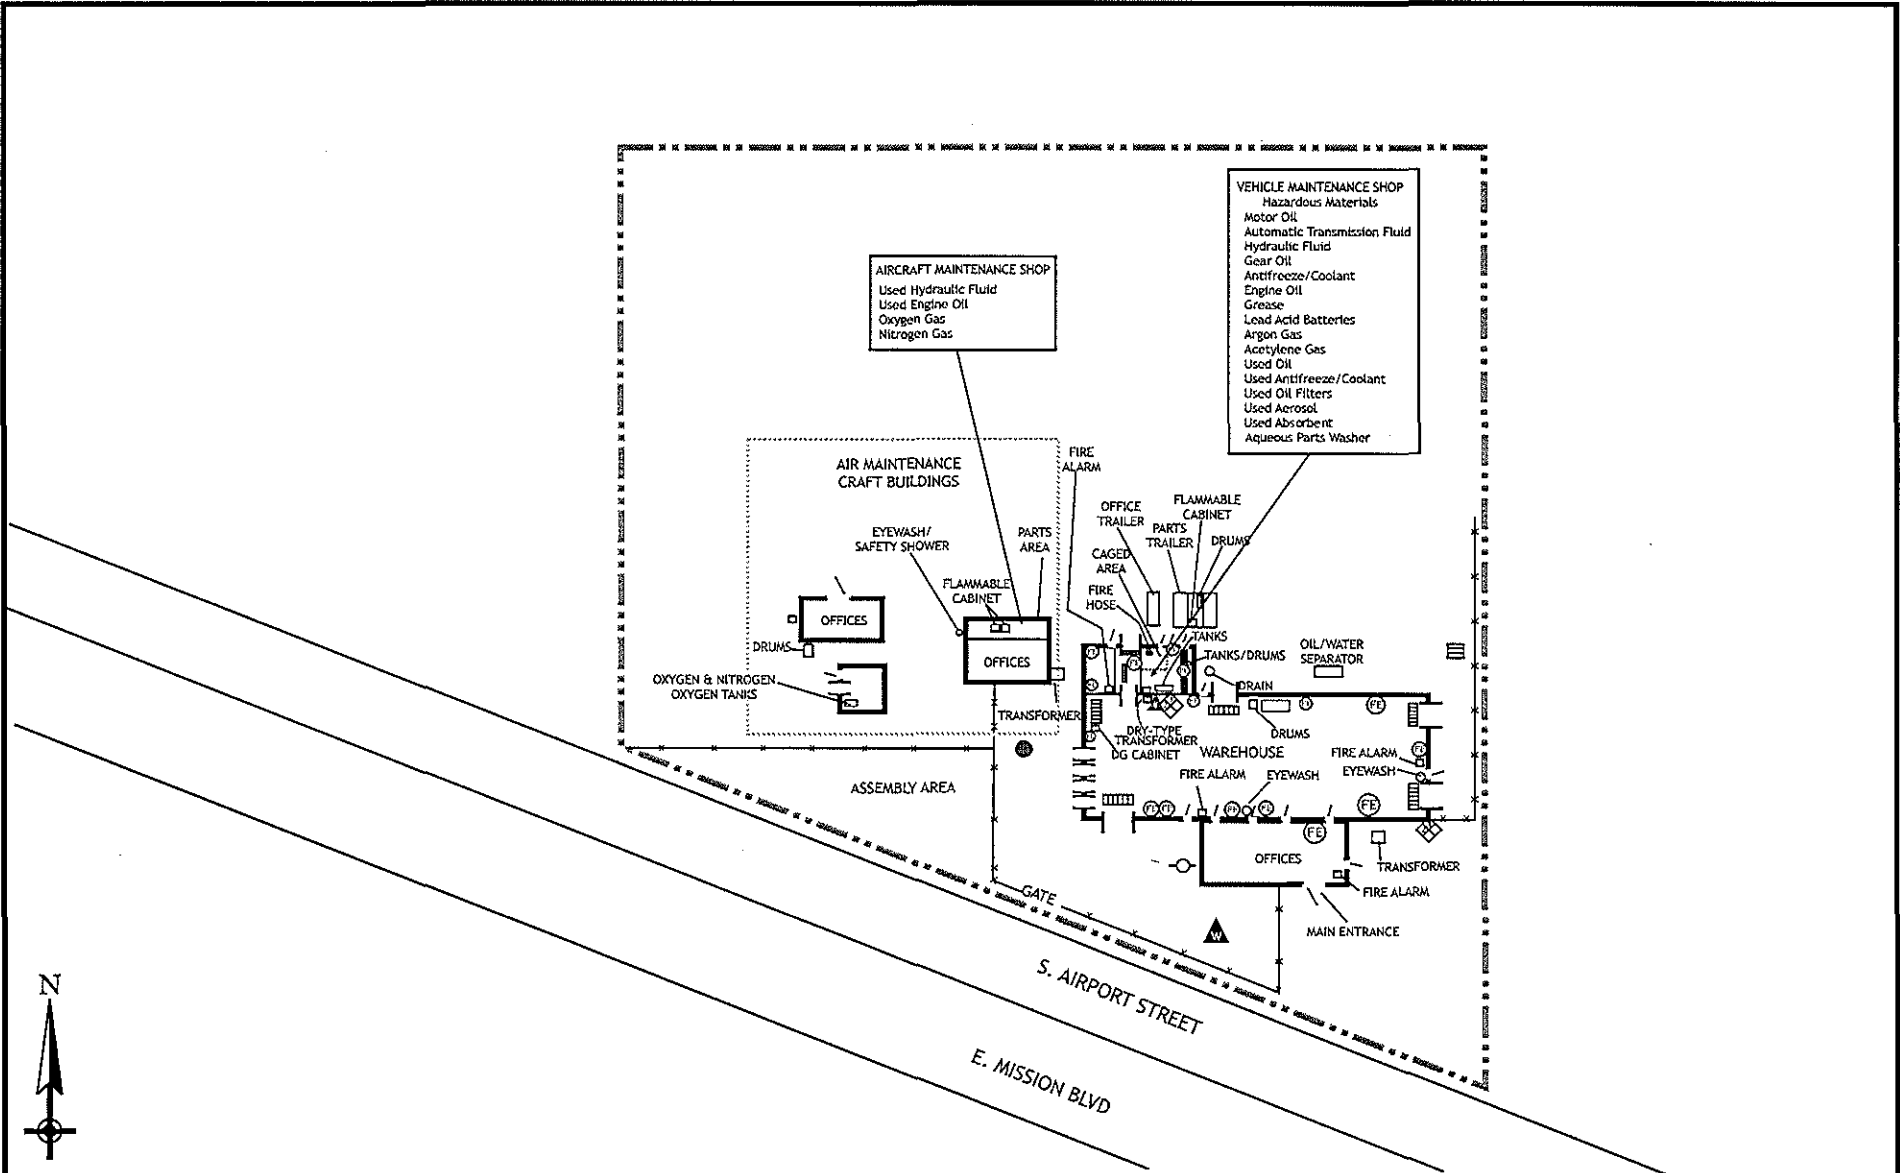 VEHICLE MAINTENANCE SHOP
Hazardous Materials
Motor Oil
Automatic Transmission Fluid
Hydraulic Fluid
Gear Oil
Antifreeze/Coolant
Engine Oil
Grease
Lead Acid Batteries
Argon Gas
Acetylene Gas
Used Oil
Used Antifreeze/Coolant
Used Oil Filters
Used Aerosol
Used Absorbent
Aqueous Parts Washer
AIRCRAFT MAINTENANCE SHOP
Used Hydraulic Fluid
Used Engine Oil
Oxygen Gas
Nitrogen Gas
AIR MAINTENANCE
CRAFT BUILDINGS
FIRE
ALARM
EYEWASH/
SAFETY SHOWER
PARTS
AREA
OFFICE
TRAILER
FLAMMABLE
CABINET
PARTS
TRAILER
DRUMS
CAGED
AREA
FIRE
HOSE
FLAMMABLE
CABINET
OFFICES
DRUMS
OFFICES
OXYGEN & NITROGEN
OXYGEN TANKS
TRANSFORMER
TANKS
TANKS/DRUMS
OIL/WATER
SEPARATOR
DRAIN
DRUMS
FE
DRY-TYPE
TRANSFORMER
DG CABINET
WAREHOUSE
FIRE ALARM
EYEWASH
FIRE ALARM
EYEWASH
FE
FE
ASSEMBLY AREA
OFFICES
TRANSFORMER
FIRE ALARM
MAIN ENTRANCE
GATE
W
S. AIRPORT STREET
E. MISSION BLVD
N